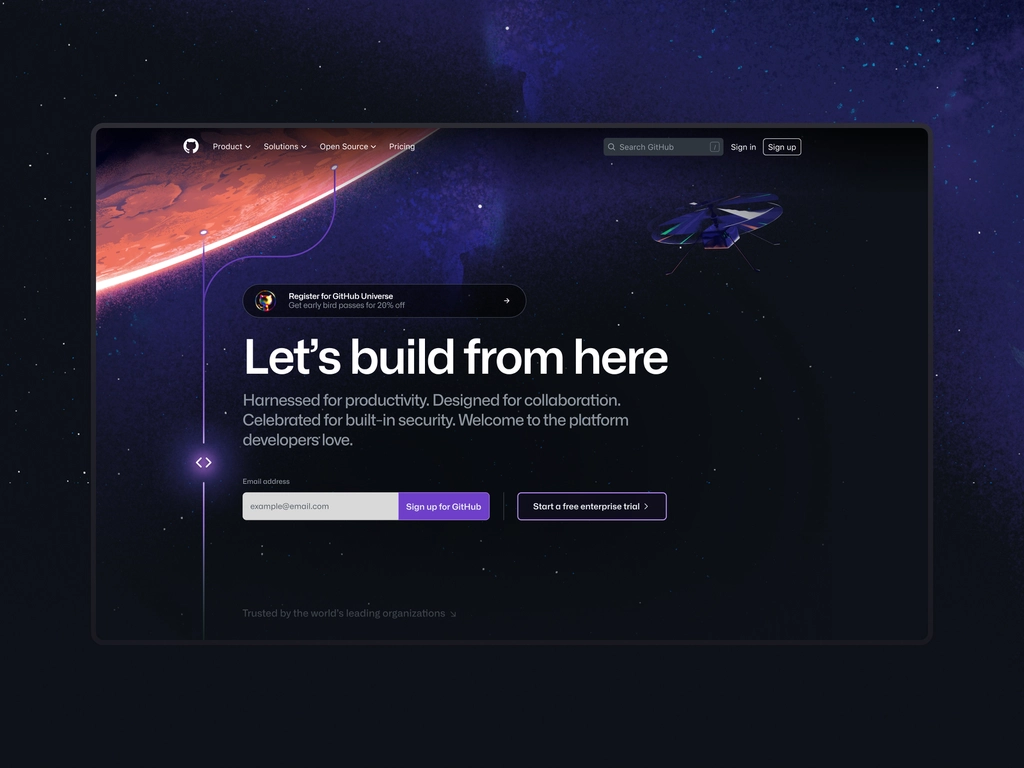 Product Solutions Open Source Pricing Search GitHub / Sign in Sign up
Register for GitHub Universe
Get early bird passes for 20% off
Let's build from here
Harnessed for productivity. Designed for collaboration.
Celebrated for built-in security. Welcome to the platform
developers love.
Email address
example@email.com Sign up for GitHub Start a free enterprise trial
Trusted by the world's leading organizations